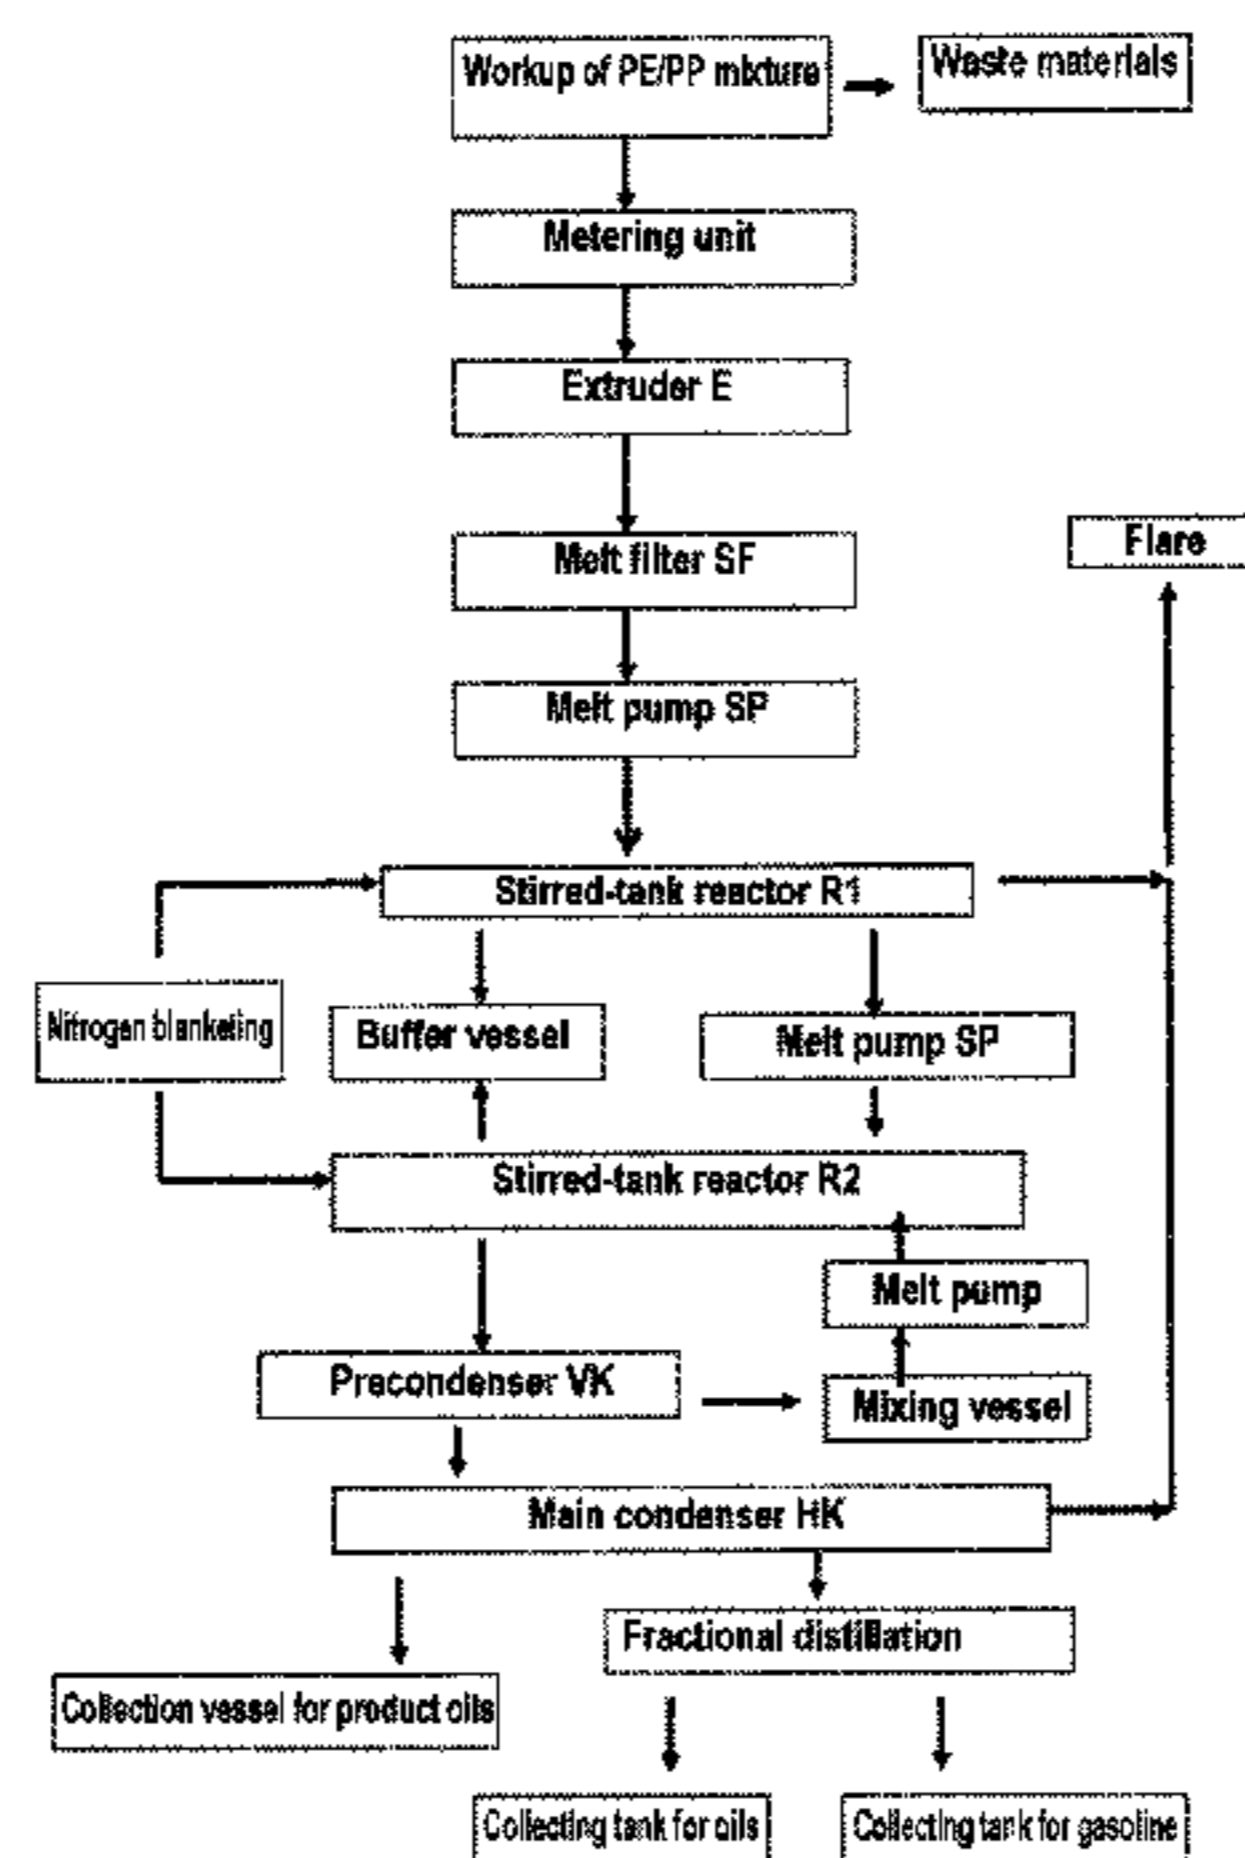 Workup of PE/PP mixture
Waste materials
Metering unit
Extruder E
Melt filter SF
Flare
Melt pump SP
Stirred-tank reactor R1
Nitrogen blanketing
Buffer vessel
Melt pump SP
Stirred-tank reactor R2
Melt pump
Precondenser VK
Mixing vessel
Main condenser HK
Fractional distillation
Collection vessel for product oils
Collecting tank for oils
Collecting tank for gasoline